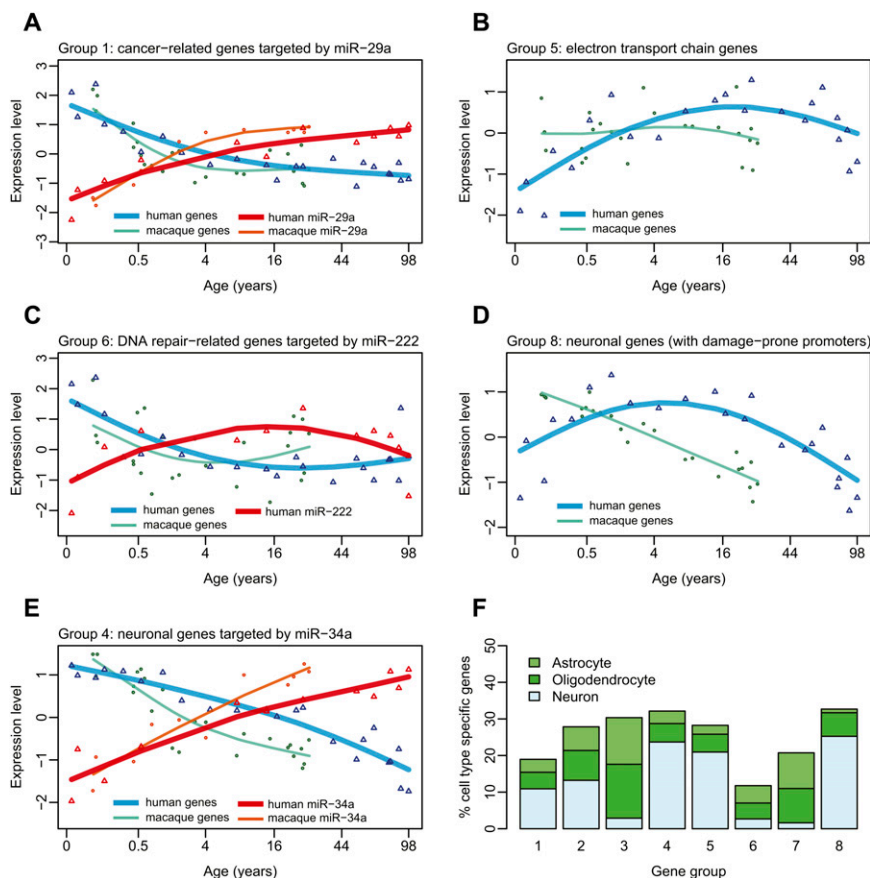 A
Group 1: cancer−related genes targeted by miR−29a
Expression level
3
2
1
0
−1
−2
−3
human genes
macaque genes
human miR−29a
macaque miR−29a
0 0.5 4 16 44 98
Age (years)
B
Group 5: electron transport chain genes
Expression level
1
0
−1
−2
human genes
macaque genes
0 0.5 4 16 44 98
Age (years)
C
Group 6: DNA repair−related genes targeted by miR−222
Expression level
3
2
1
0
−1
−2
human genes
macaque genes
human miR−222
0 0.5 4 16 44 98
Age (years)
D
Group 8: neuronal genes (with damage−prone promoters)
Expression level
1
0
−1
−2
human genes
macaque genes
0 0.5 4 16 44 98
Age (years)
E
Group 4: neuronal genes targeted by miR−34a
Expression level
1
0
−1
−2
human genes
macaque genes
human miR−34a
macaque miR−34a
0 0.5 4 16 44 98
Age (years)
F
% cell type specific genes
50
40
30
20
10
0
Astrocyte
Oligodendrocyte
Neuron
1 2 3 4 5 6 7 8
Gene group